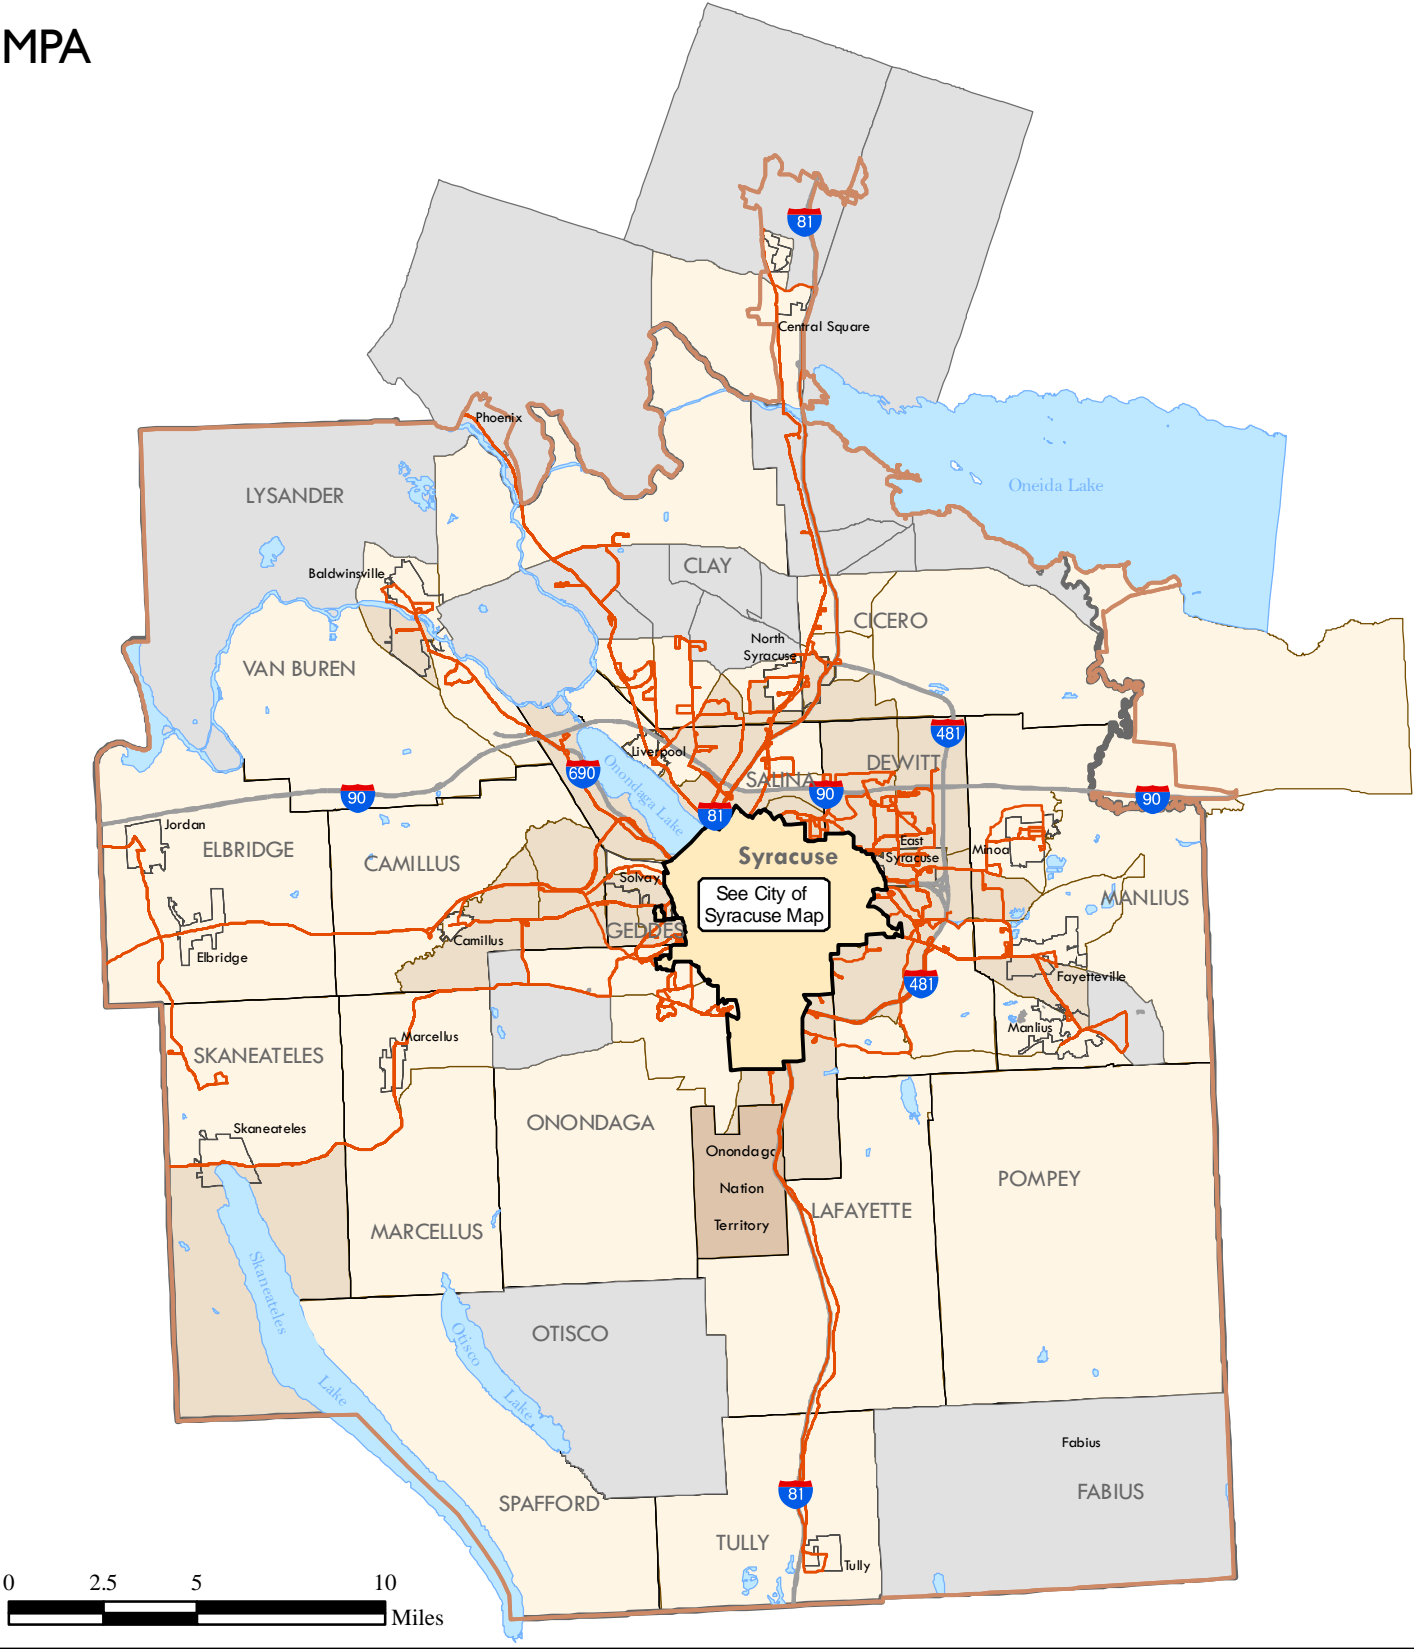 MPA
81
Central Square
Phoenix
LYSANDER
Oneida Lake
CLAY
Baldwinsville
CICERO
North
Syracuse
VAN BUREN
481
Liverpool
DEWITT
690
SALINA
Onondaga Lake
90
90
90
81
Jordan
ELBRIDGE
CAMILLUS
Syracuse
East
Syracuse
Minoa
Solvay
See City of
Syracuse Map
MANLIUS
GEDDES
Camillus
Elbridge
481
Fayetteville
Manlius
Marcellus
SKANEATELES
Skaneateles
ONONDAGA
Onondaga
Nation
Territory
POMPEY
LAFAYETTE
MARCELLUS
Skaneateles
Lake
Otisco
Lake
OTISCO
Fabius
FABIUS
SPAFFORD
81
TULLY
Tully
0 2.5 5 10
Miles